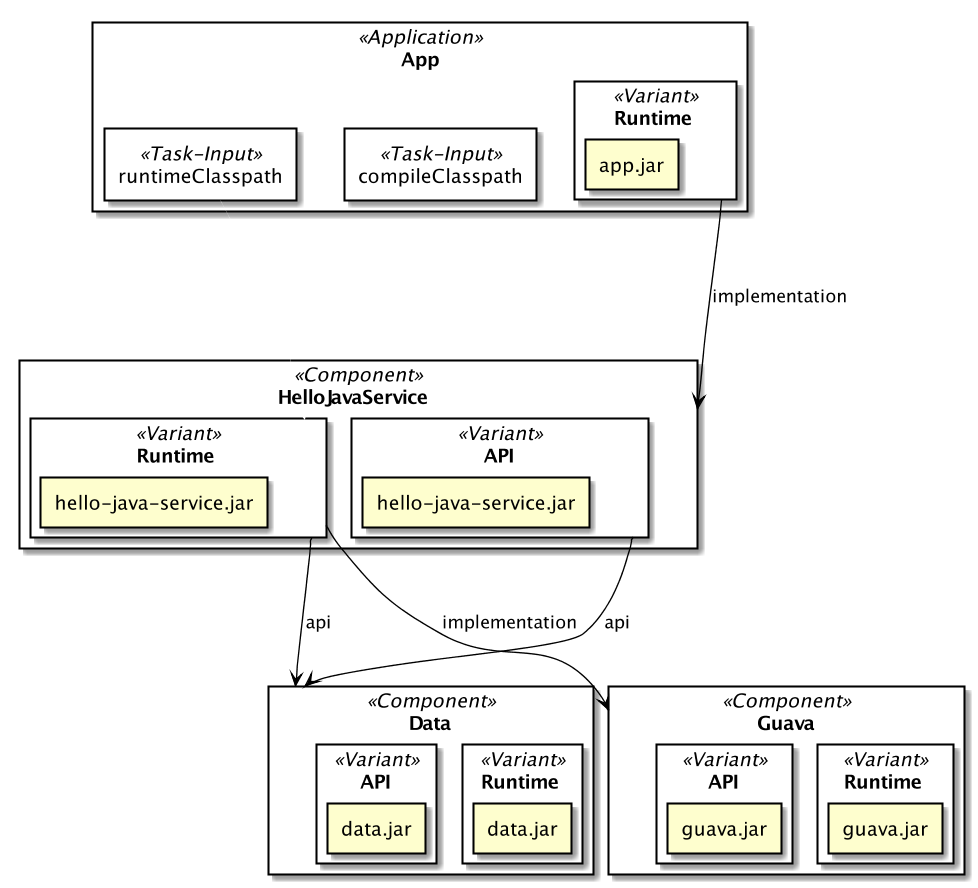 «Application»
App
«Task-Input»
runtimeClasspath
«Task-Input»
compileClasspath
«Variant»
Runtime
app.jar
implementation
«Component»
HelloJavaService
«Variant»
Runtime
hello-java-service.jar
«Variant»
API
hello-java-service.jar
api
implementation
api
«Component»
Data
«Variant»
API
data.jar
«Variant»
Runtime
data.jar
«Component»
Guava
«Variant»
API
guava.jar
«Variant»
Runtime
guava.jar